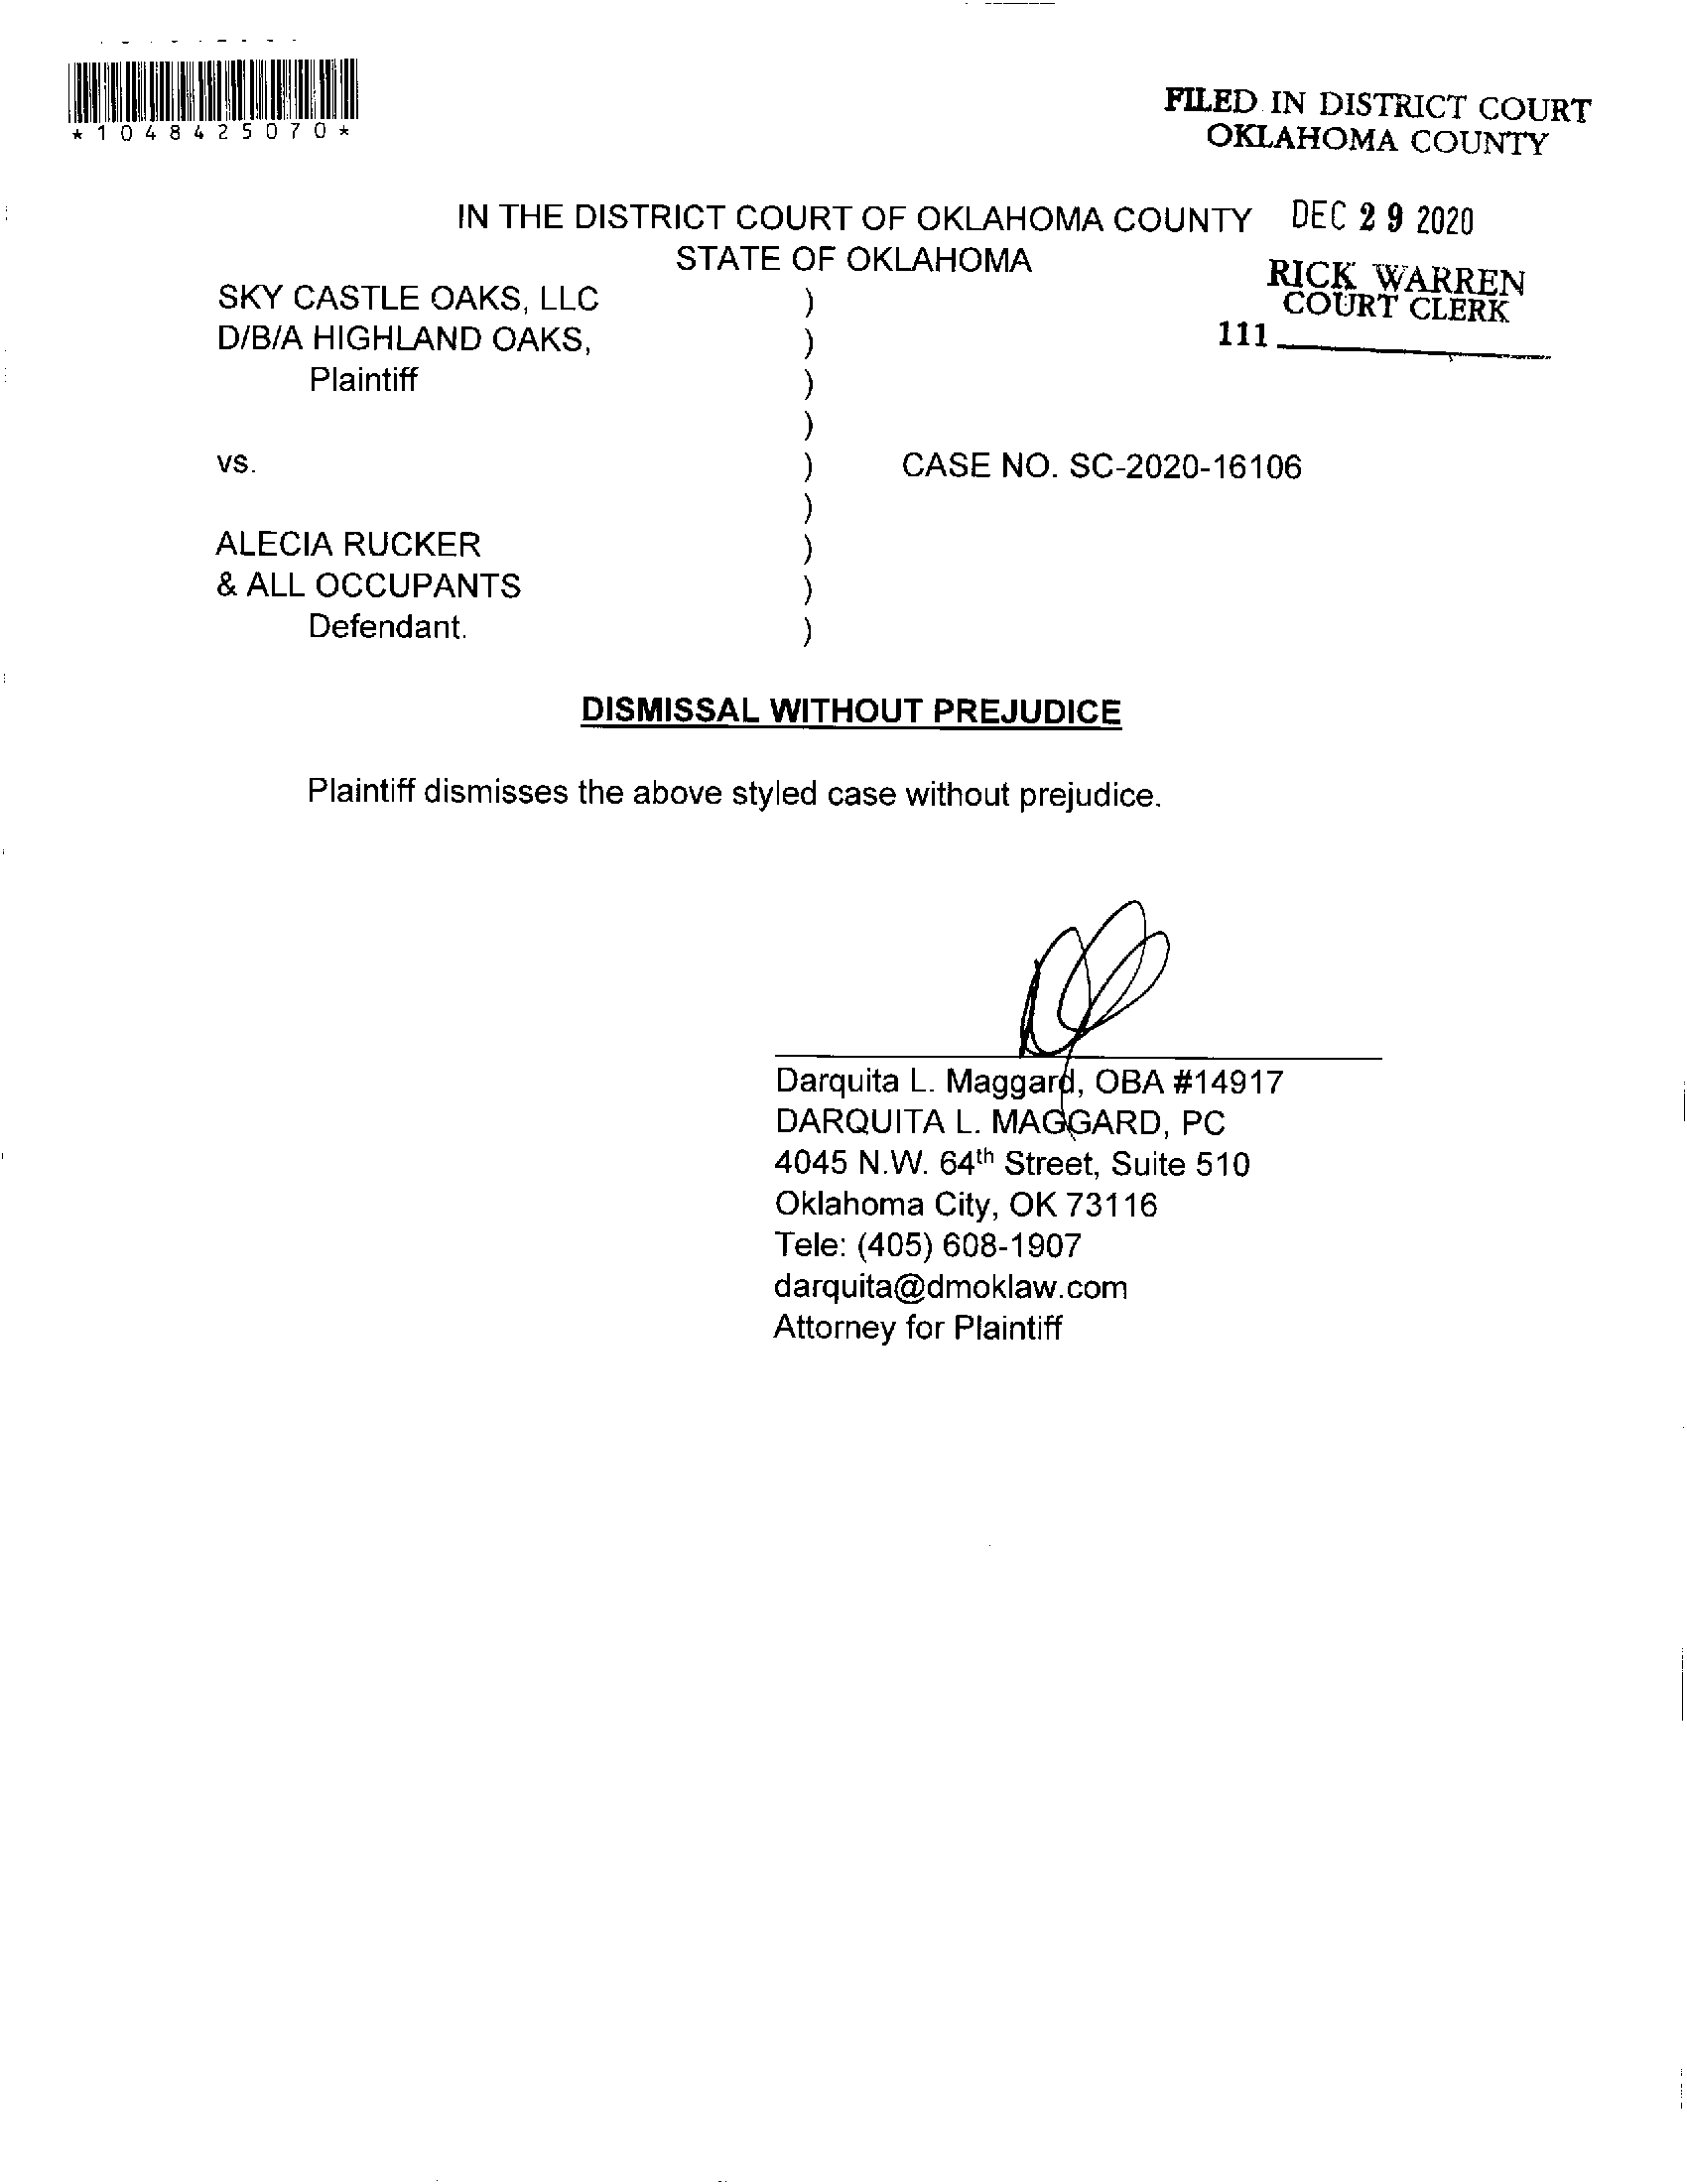 *1048425070*
FILED IN DISTRICT COURT
OKLAHOMA COUNTY
IN THE DISTRICT COURT OF OKLAHOMA COUNTY DEC 29 2020
STATE OF OKLAHOMA
RICK WARREN
COURT CLERK
111
SKY CASTLE OAKS, LLC )
D/B/A HIGHLAND OAKS, )
Plaintiff )
)
vs. ) CASE NO. SC-2020-16106
)
ALECIA RUCKER )
& ALL OCCUPANTS )
Defendant. )
DISMISSAL WITHOUT PREJUDICE
Plaintiff dismisses the above styled case without prejudice.
Darquita L. Maggard, OBA #14917
DARQUITA L. MAGGARD, PC
4045 N.W. 64th Street, Suite 510
Oklahoma City, OK 73116
Tele: (405) 608-1907
darquita@dmoklaw.com
Attorney for Plaintiff